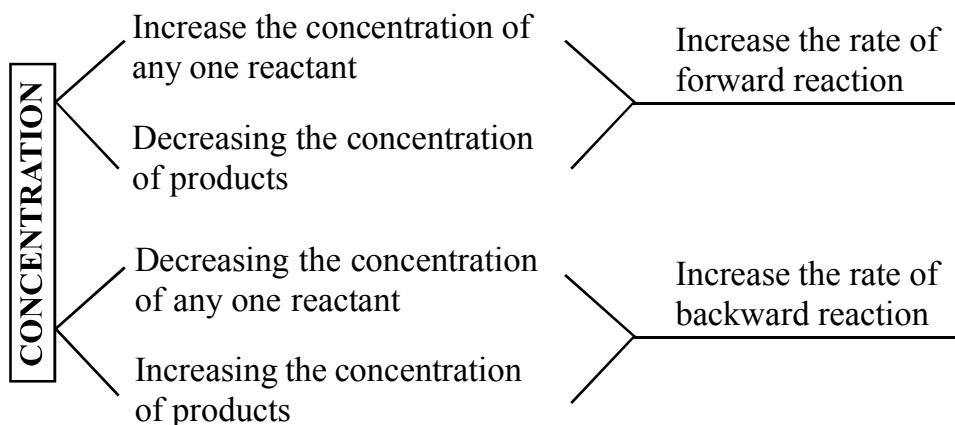 CONCENTRATION
Increase the concentration of
any one reactant
Decreasing the concentration
of products
Increase the rate of
forward reaction
Decreasing the concentration
of any one reactant
Increasing the concentration
of products
Increase the rate of
backward reaction